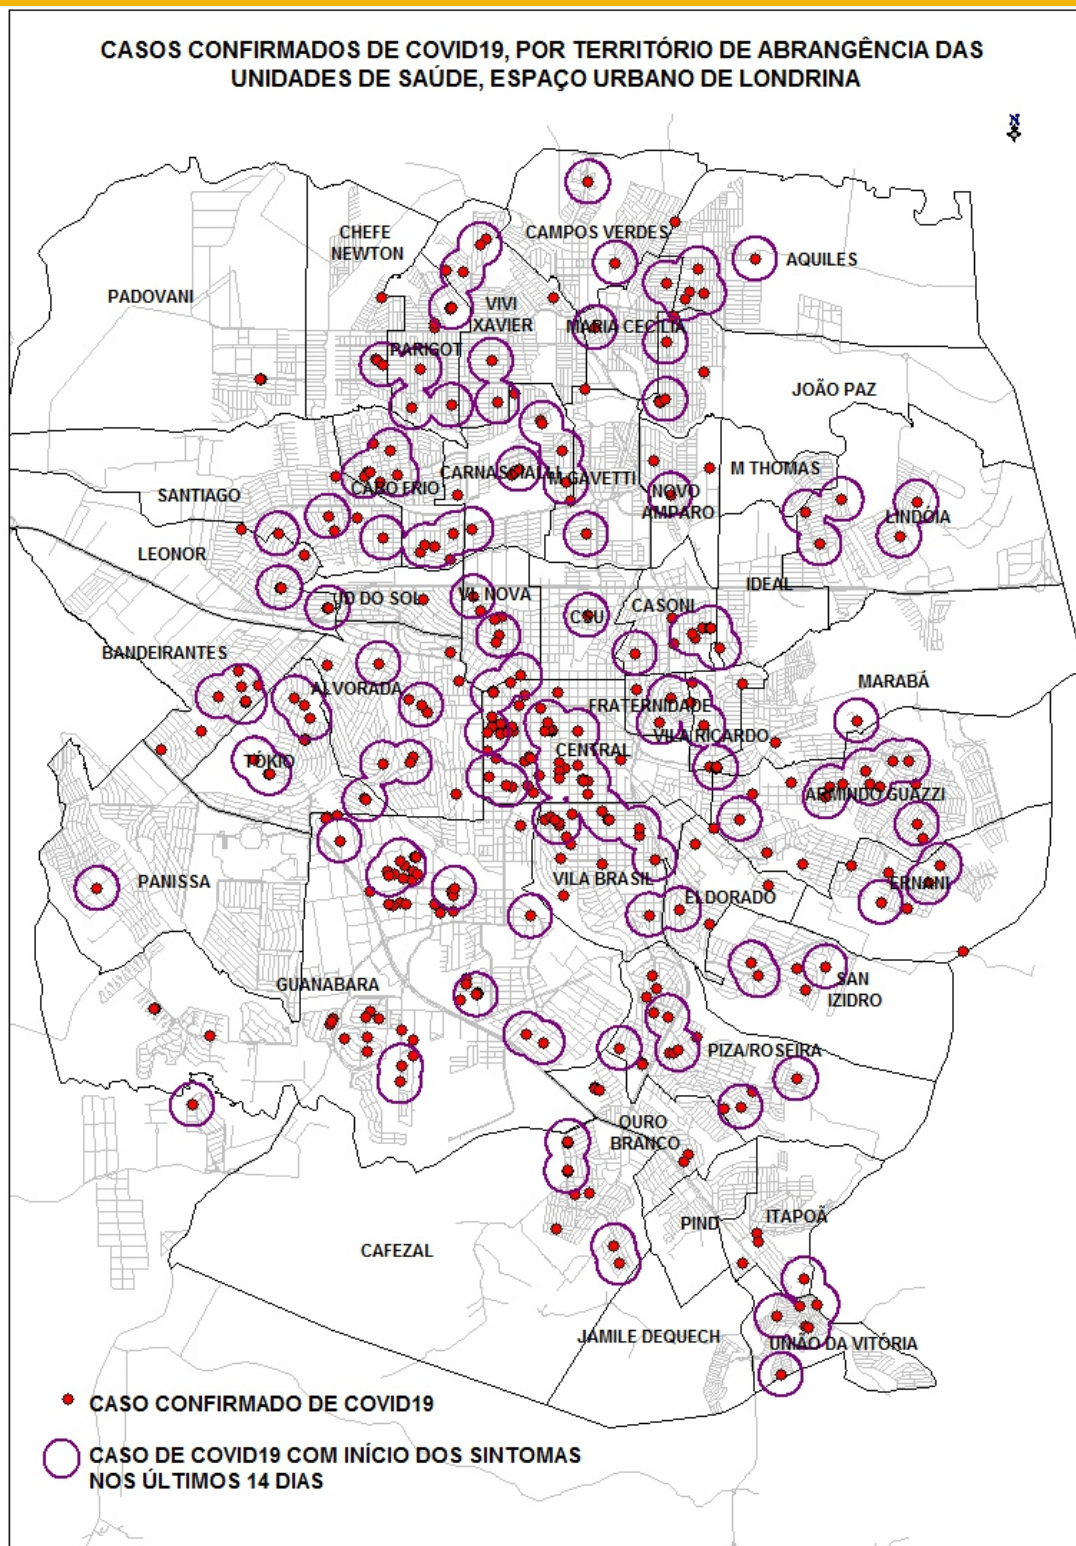 CASOS CONFIRMADOS DE COVID19, POR TERRITÓRIO DE ABRANGÊNCIA DAS
UNIDADES DE SAÚDE, ESPAÇO URBANO DE LONDRINA
N
CHEFE
NEWTON
CAMPOS VERDES
AQUILES
PADOVANI
VIVI
XAVIER
MARIA CECÍLIA
PARIGOT
JOÃO PAZ
SANTIAGO
CABO FRIO
CARNASCIALLI
M GAVETTI
M THOMAS
NOVO
AMPARO
LINDÓIA
LEONOR
JD DO SOL
VL NOVA
CSU
CASONI
IDEAL
BANDEIRANTES
ALVORADA
FRATERNIDADE
MARABÁ
TÓKIO
CENTRAL
VILA RICARDO
ARMINDO GUAZZI
PANISSA
VILA BRASIL
ELDORADO
ERNANI
GUANABARA
SAN
IZIDRO
PIZA/ROSEIRA
OURO
BRANCO
PIND
ITAPOÃ
CAFEZAL
JAMILE DEQUECH
UNIÃO DA VITÓRIA
CASO CONFIRMADO DE COVID19
CASO DE COVID19 COM INÍCIO DOS SINTOMAS
NOS ÚLTIMOS 14 DIAS